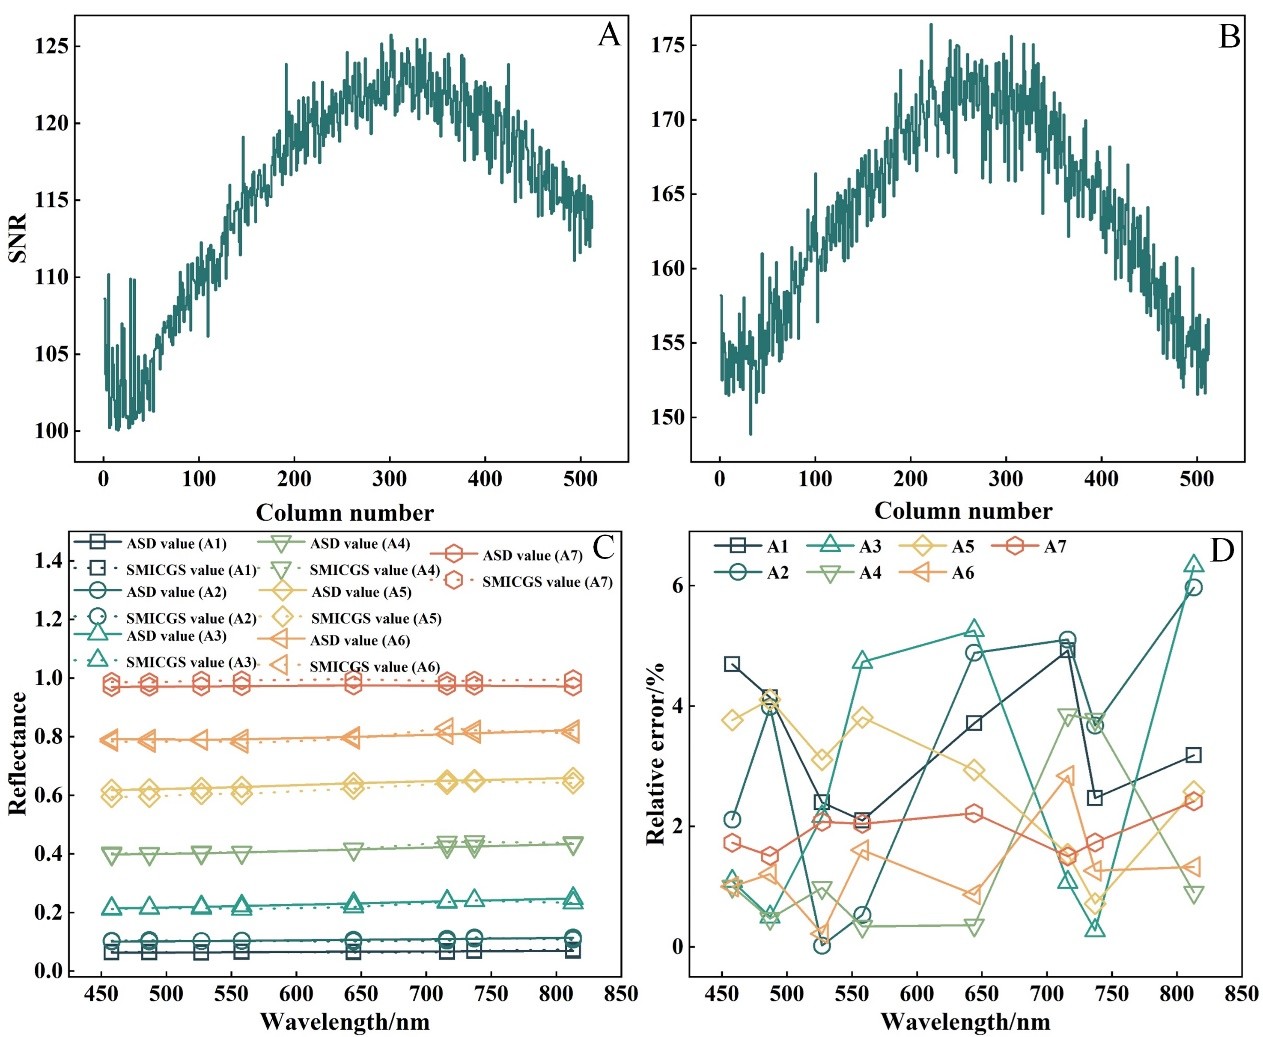 A
125
120
115
110
105
100
SNR
0 100 200 300 400 500
Column number
B
175
170
165
160
155
150
0 100 200 300 400 500
Column number
C
ASD value (A1)
SMICGS value (A1)
ASD value (A2)
SMICGS value (A2)
ASD value (A3)
SMICGS value (A3)
ASD value (A4)
SMICGS value (A4)
ASD value (A5)
SMICGS value (A5)
ASD value (A6)
SMICGS value (A6)
ASD value (A7)
SMICGS value (A7)
1.4
1.2
1.0
0.8
0.6
0.4
0.2
0.0
Reflectance
450 500 550 600 650 700 750 800 850
Wavelength/nm
D
A1 A3 A5 A7
A2 A4 A6
6
4
2
0
Relative error/%
450 500 550 600 650 700 750 800 850
Wavelength/nm